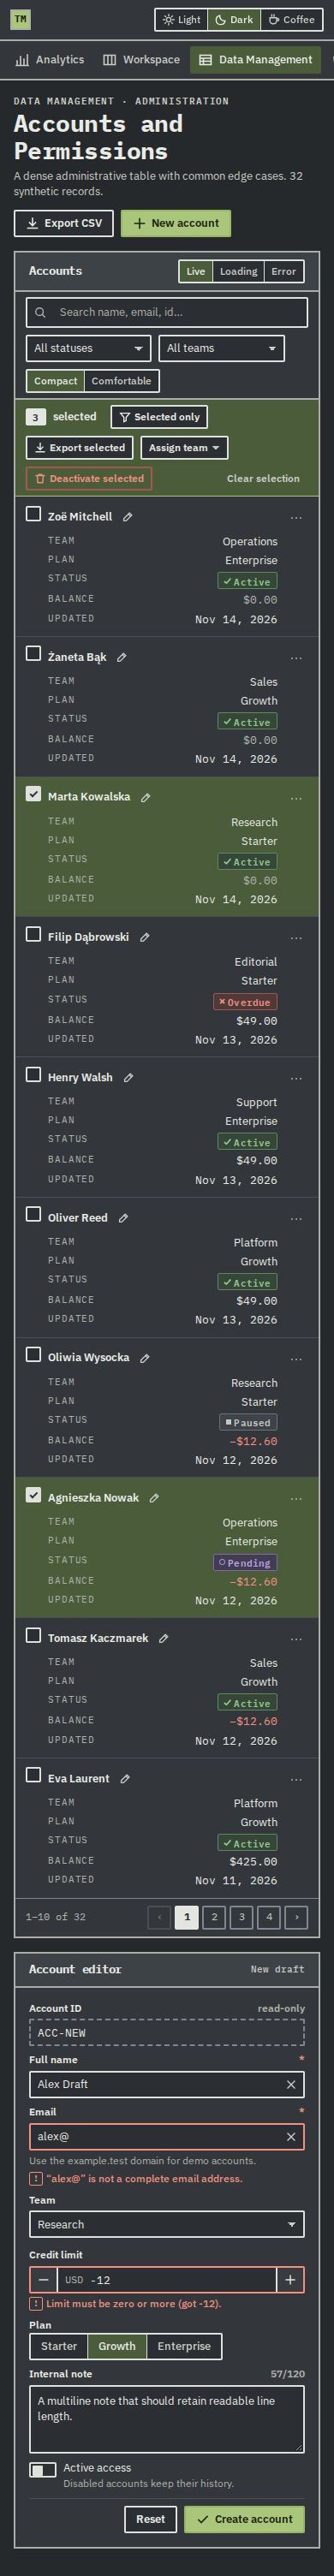 TM
Light
Dark
Coffee
Analytics
Workspace
Data Management
DATA MANAGEMENT · ADMINISTRATION
Accounts and
Permissions
A dense administrative table with common edge cases. 32
synthetic records.
Export CSV
New account
Accounts
Live
Loading
Error
Search name, email, id…
All statuses
All teams
Compact
Comfortable
3 selected
Selected only
Export selected
Assign team
Deactivate selected
Clear selection
Zoë Mitchell
TEAM Operations
PLAN Enterprise
STATUS Active
BALANCE $0.00
UPDATED Nov 14, 2026
Żaneta Bąk
TEAM Sales
PLAN Growth
STATUS Active
BALANCE $0.00
UPDATED Nov 14, 2026
Marta Kowalska
TEAM Research
PLAN Starter
STATUS Active
BALANCE $0.00
UPDATED Nov 14, 2026
Filip Dąbrowski
TEAM Editorial
PLAN Starter
STATUS Overdue
BALANCE $49.00
UPDATED Nov 13, 2026
Henry Walsh
TEAM Support
PLAN Enterprise
STATUS Active
BALANCE $49.00
UPDATED Nov 13, 2026
Oliver Reed
TEAM Platform
PLAN Growth
STATUS Active
BALANCE $49.00
UPDATED Nov 13, 2026
Oliwia Wysocka
TEAM Research
PLAN Starter
STATUS Paused
BALANCE −$12.60
UPDATED Nov 12, 2026
Agnieszka Nowak
TEAM Operations
PLAN Enterprise
STATUS Pending
BALANCE −$12.60
UPDATED Nov 12, 2026
Tomasz Kaczmarek
TEAM Sales
PLAN Growth
STATUS Active
BALANCE −$12.60
UPDATED Nov 12, 2026
Eva Laurent
TEAM Platform
PLAN Growth
STATUS Active
BALANCE $425.00
UPDATED Nov 11, 2026
1–10 of 32
‹ 1 2 3 4 ›
Account editor
New draft
Account ID read-only
ACC-NEW
Full name *
Alex Draft
Email *
alex@
Use the example.test domain for demo accounts.
! “alex@” is not a complete email address.
Team
Research
Credit limit
− USD -12 +
! Limit must be zero or more (got -12).
Plan
Starter
Growth
Enterprise
Internal note 57/120
A multiline note that should retain readable line
length.
Active access
Disabled accounts keep their history.
Reset
Create account